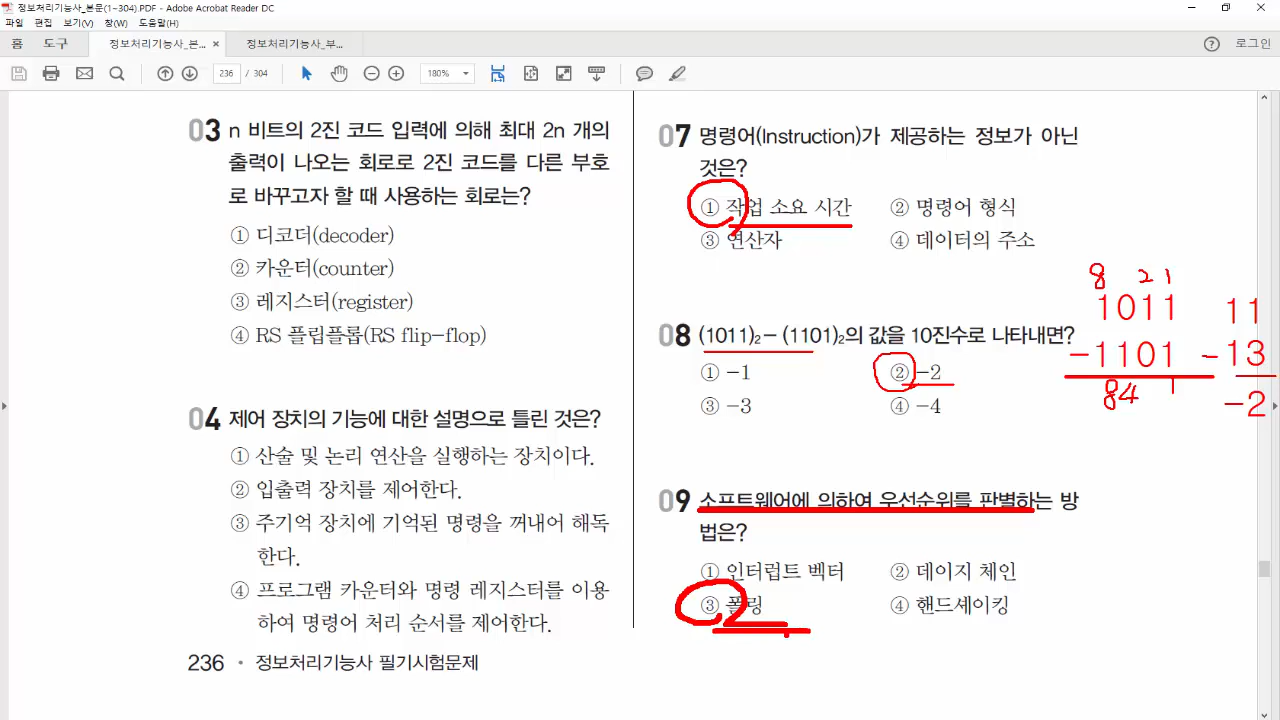 정보처리기능사_본문(1~304).PDF - Adobe Acrobat Reader DC
파일 편집 보기(V) 창(W) 도움말(H)
홈 도구 정보처리기능사_본... × 정보처리기능사_부... 로그인
236 / 304 180%
03 n 비트의 2진 코드 입력에 의해 최대 2n 개의
출력이 나오는 회로로 2진 코드를 다른 부호
로 바꾸고자 할 때 사용하는 회로는?
① 디코더(decoder)
② 카운터(counter)
③ 레지스터(register)
④ RS 플립플롭(RS flip-flop)
04 제어 장치의 기능에 대한 설명으로 틀린 것은?
① 산술 및 논리 연산을 실행하는 장치이다.
② 입출력 장치를 제어한다.
③ 주기억 장치에 기억된 명령을 꺼내어 해독
한다.
④ 프로그램 카운터와 명령 레지스터를 이용
하여 명령어 처리 순서를 제어한다.
236 • 정보처리기능사 필기시험문제
07 명령어(Instruction)가 제공하는 정보가 아닌
것은?
① 작업 소요 시간 ② 명령어 형식
③ 연산자 ④ 데이터의 주소
08 (1011)₂-(1101)₂의 값을 10진수로 나타내면?
① -1 ② -2
③ -3 ④ -4
8 2 1
1011 11
-1101 -13
84 1 -2
09 소프트웨어에 의하여 우선순위를 판별하는 방
법은?
① 인터럽트 벡터 ② 데이지 체인
③ 폴링 ④ 핸드셰이킹